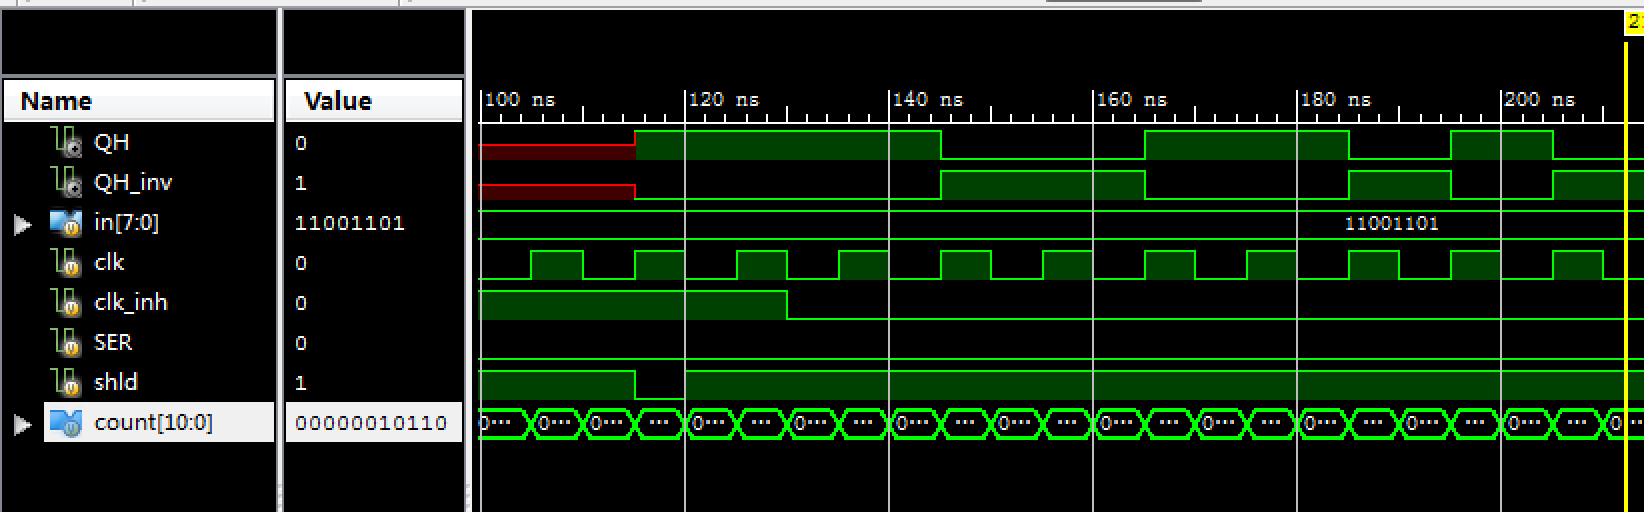 2
Name Value 100 ns 120 ns 140 ns 160 ns 180 ns 200 ns
QH 0
QH_inv 1
in[7:0] 11001101 11001101
clk 0
clk_inh 0
SER 0
shld 1
count[10:0] 00000010110 0··· 0··· 0··· ··· 0··· ··· 0··· ··· 0··· ··· 0··· ··· 0··· ··· ··· 0··· ··· 0··· ··· 0··· ··· 0 ···